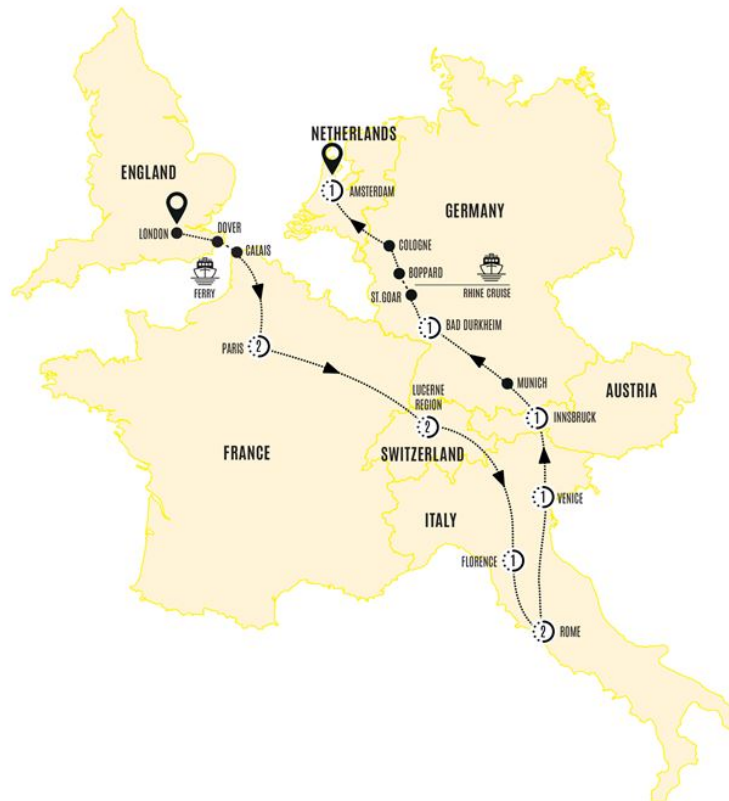 NETHERLANDS
ENGLAND
1
AMSTERDAM
GERMANY
LONDON
DOVER
CALAIS
FERRY
COLOGNE
BOPPARD
ST.GOAR
RHINE CRUISE
1
BAD DURKHEIM
PARIS
2
MUNICH
AUSTRIA
LUCERNE
REGION
2
1
INNSBRUCK
FRANCE
SWITZERLAND
1
VENICE
ITALY
FLORENCE
1
2
ROME